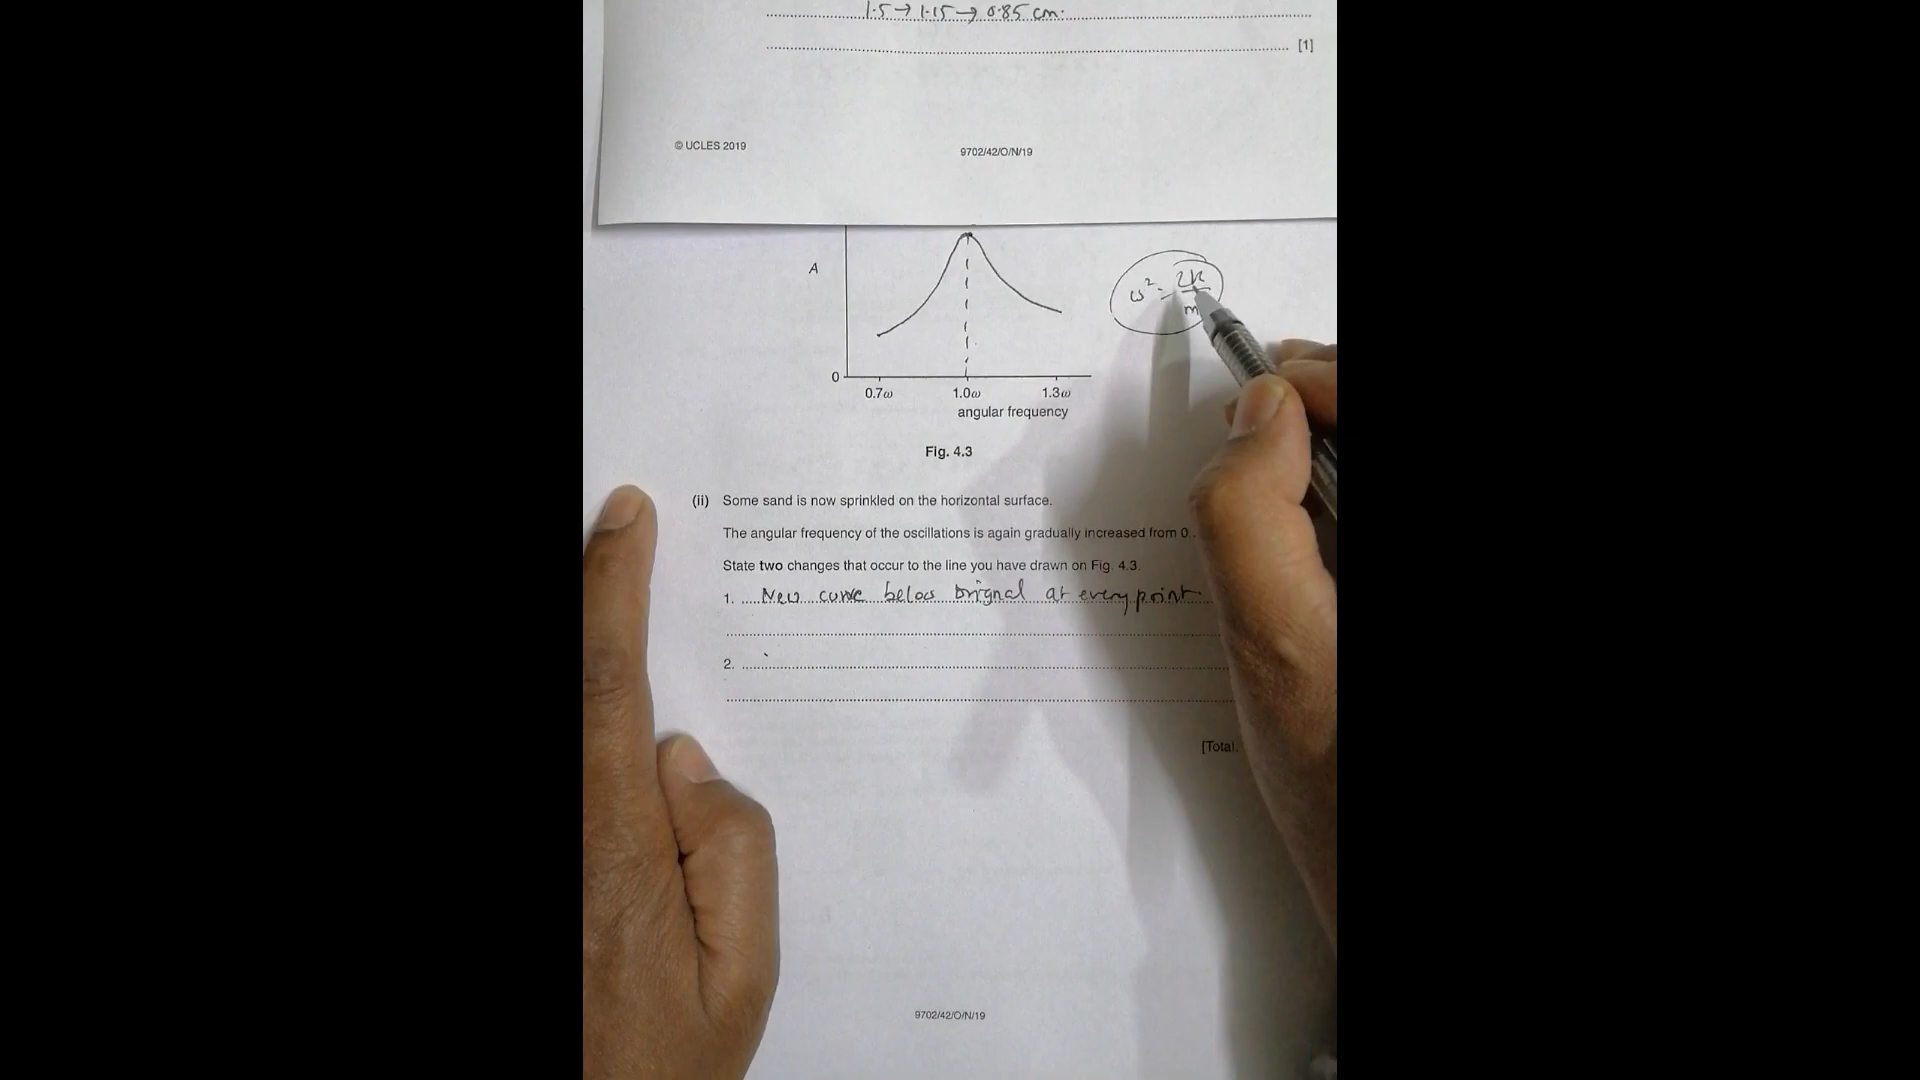 1.5→ 1.15→ 0.85 cm.
[1]
© UCLES 2019
9702/42/O/N/19
A
ω² = 2k
m
0
0.7ω 1.0ω 1.3ω
angular frequency
Fig. 4.3
(ii) Some sand is now sprinkled on the horizontal surface.
The angular frequency of the oscillations is again gradually increased from 0 .
State two changes that occur to the line you have drawn on Fig. 4.3.
1. New curve below orignal at every point
2.
[Total.
9702/42/O/N/19